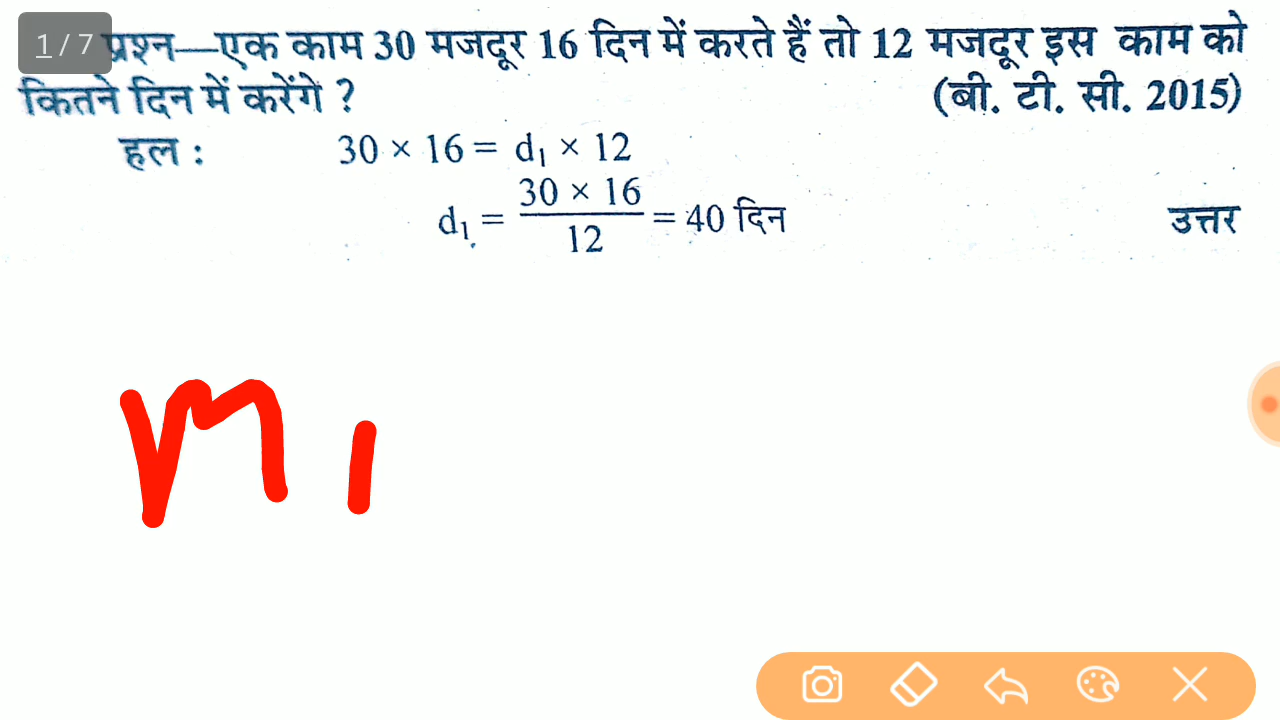 1 / 7
प्रश्न—एक काम 30 मजदूर 16 दिन में करते हैं तो 12 मजदूर इस काम को
कितने दिन में करेंगे ? (बी. टी. सी. 2015)
हल : 30 × 16 = d₁ × 12
d₁ = 30 × 16 / 12 = 40 दिन उत्तर
m 1